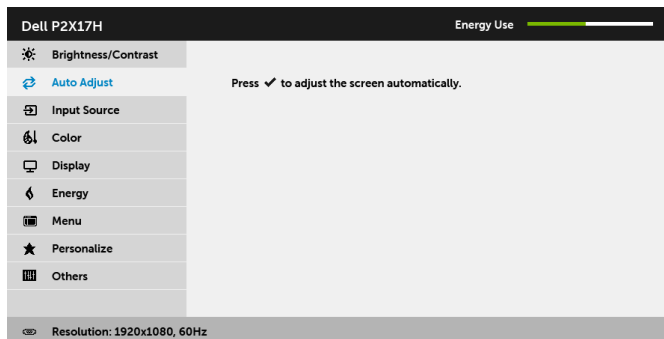 Dell P2X17H Energy Use
Brightness/Contrast
Auto Adjust Press ✔ to adjust the screen automatically.
Input Source
Color
Display
Energy
Menu
Personalize
Others
Resolution: 1920x1080, 60Hz